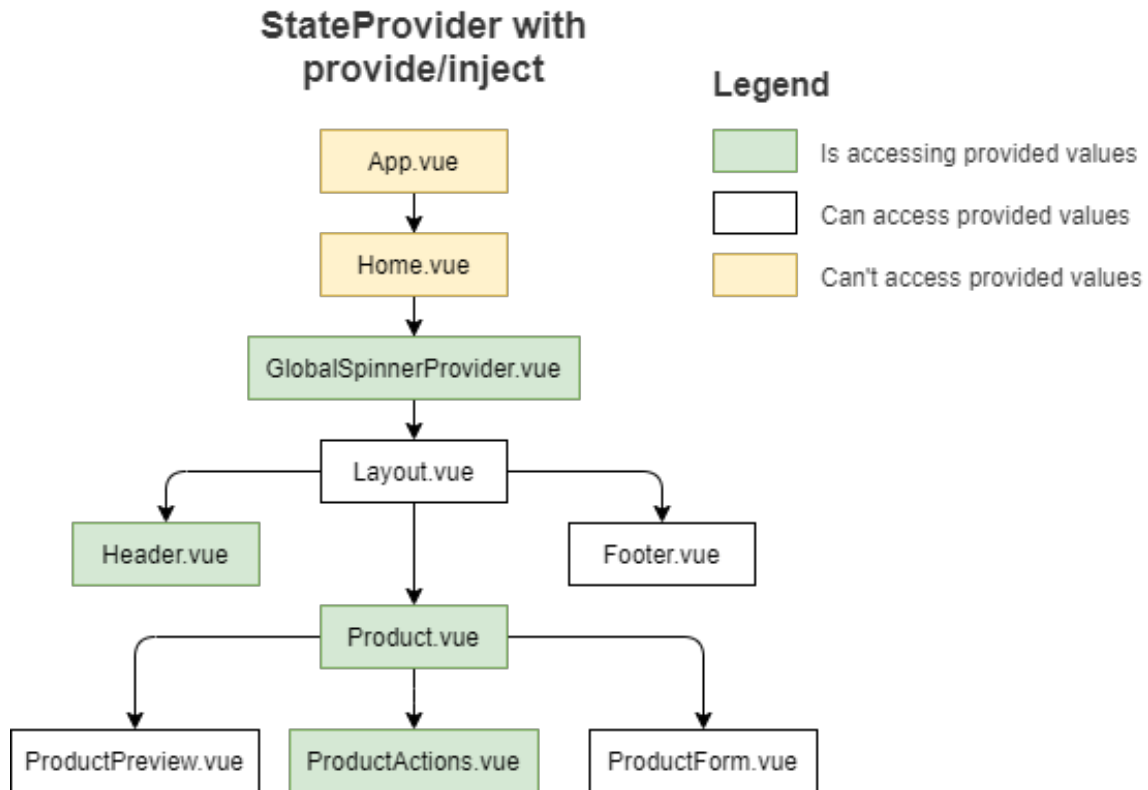 StateProvider with
provide/inject
Legend
Is accessing provided values
Can access provided values
Can't access provided values
App.vue
Home.vue
GlobalSpinnerProvider.vue
Layout.vue
Header.vue
Footer.vue
Product.vue
ProductPreview.vue
ProductActions.vue
ProductForm.vue